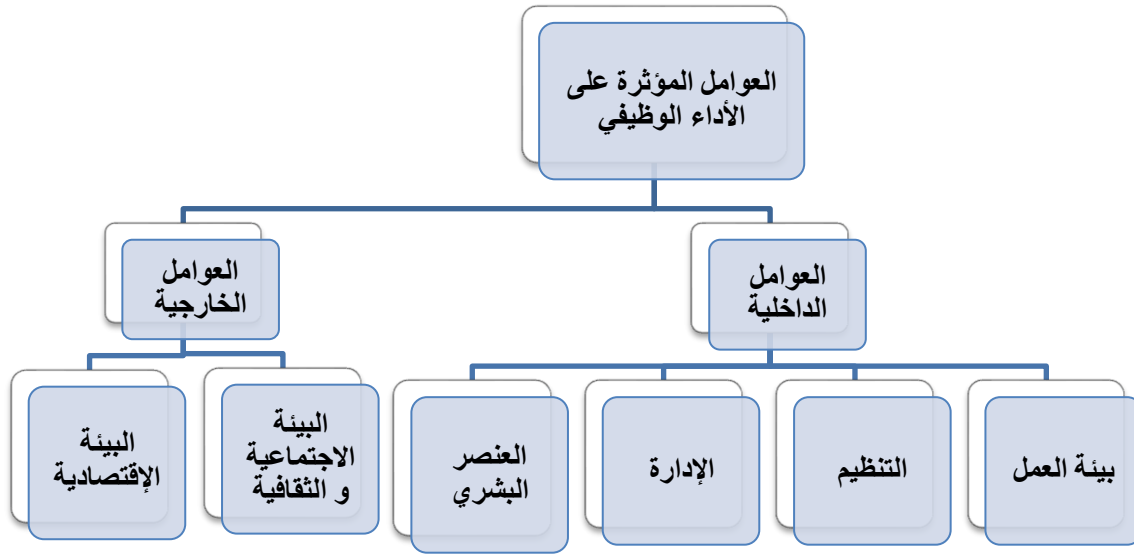 العوامل المؤثرة على
الأداء الوظيفي
العوامل
الداخلية
العوامل
الخارجية
بيئة العمل
التنظيم
الإدارة
العنصر
البشري
البيئة
الاجتماعية
و الثقافية
البيئة
الإقتصادية